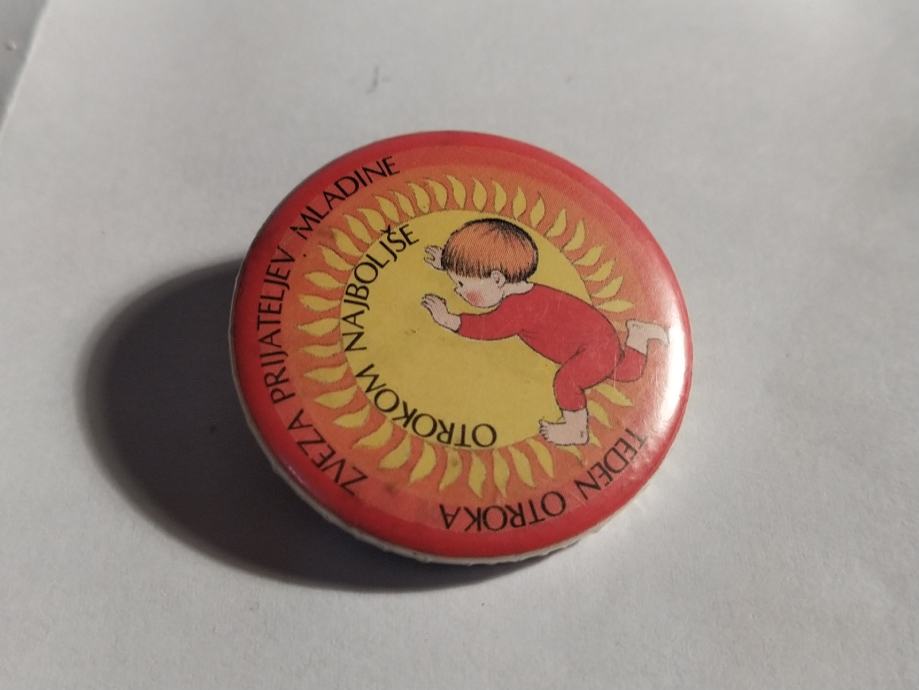 ZVEZA PRIJATELJEV MLADINE
OTROKOM NAJBOLJŠE
TEDEN OTROKA